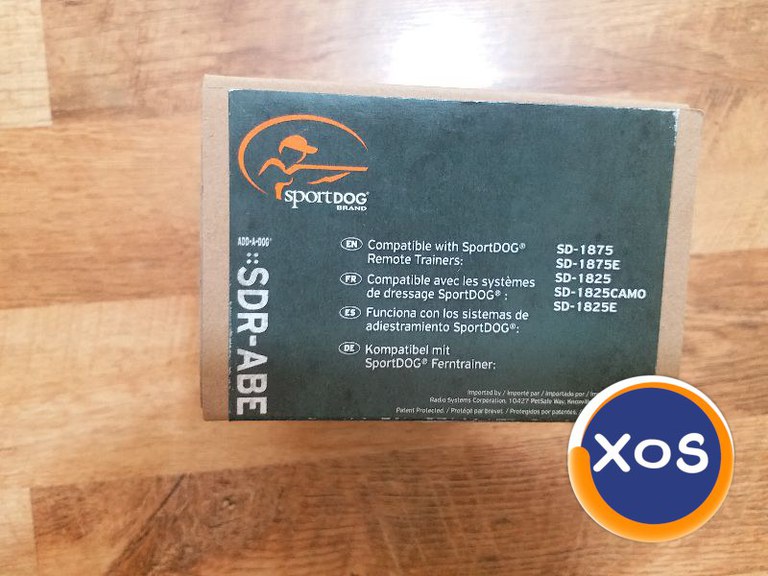 sportDOG®
BRAND
ADD-A-DOG®
SDR-ABE
EN Compatible with SportDOG®
Remote Trainers:
FR Compatible avec les systèmes
de dressage SportDOG® :
ES Funciona con los sistemas de
adiestramiento SportDOG®:
DE Kompatibel mit
SportDOG® Ferntrainer:
SD-1875
SD-1875E
SD-1825
SD-1825CAMO
SD-1825E
Imported by / Importé par / Importado por /
Radio Systems Corporation, 10427 PetSafe Way,
Patent Protected. / Protégé par brevet. / Protegidos por patentes. /
XOS